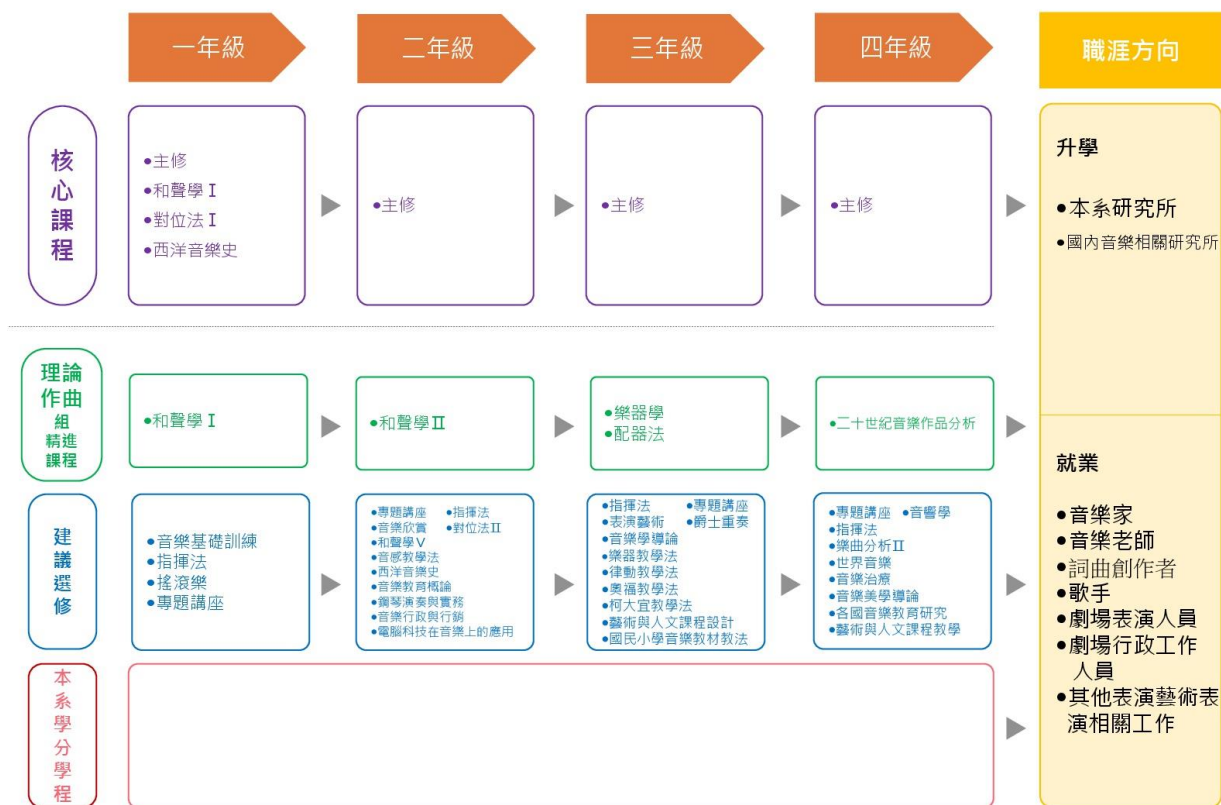 一年級
二年級
三年級
四年級
職涯方向
核心課程
●主修
●和聲學Ⅰ
●對位法Ⅰ
●西洋音樂史
●主修
●主修
●主修
升學
●本系研究所
●國內音樂相關研究所
理論
作曲
組
精進
課程
●和聲學Ⅰ
●和聲學Ⅱ
●樂器學
●配器法
●二十世紀音樂作品分析
建議選修
●音樂基礎訓練
●指揮法
●搖滾樂
●專題講座
●專題講座 ●指揮法
●音樂欣賞 ●對位法Ⅱ
●和聲學Ⅴ
●音感教學法
●西洋音樂史
●音樂教育概論
●鋼琴演奏與實務
●音樂行政與行銷
●電腦科技在音樂上的應用
●指揮法 ●專題講座
●表演藝術 ●爵士重奏
●音樂學導論
●樂器教學法
●律動教學法
●奧福教學法
●柯大宜教學法
●藝術與人文課程設計
●國民小學音樂教材教法
●專題講座 ●音響學
●指揮法
●樂曲分析Ⅱ
●世界音樂
●音樂治療
●音樂美學導論
●各國音樂教育研究
●藝術與人文課程教學
就業
●音樂家
●音樂老師
●詞曲創作者
●歌手
●劇場表演人員
●劇場行政工作
人員
●其他表演藝術表
演相關工作
本系學分學程